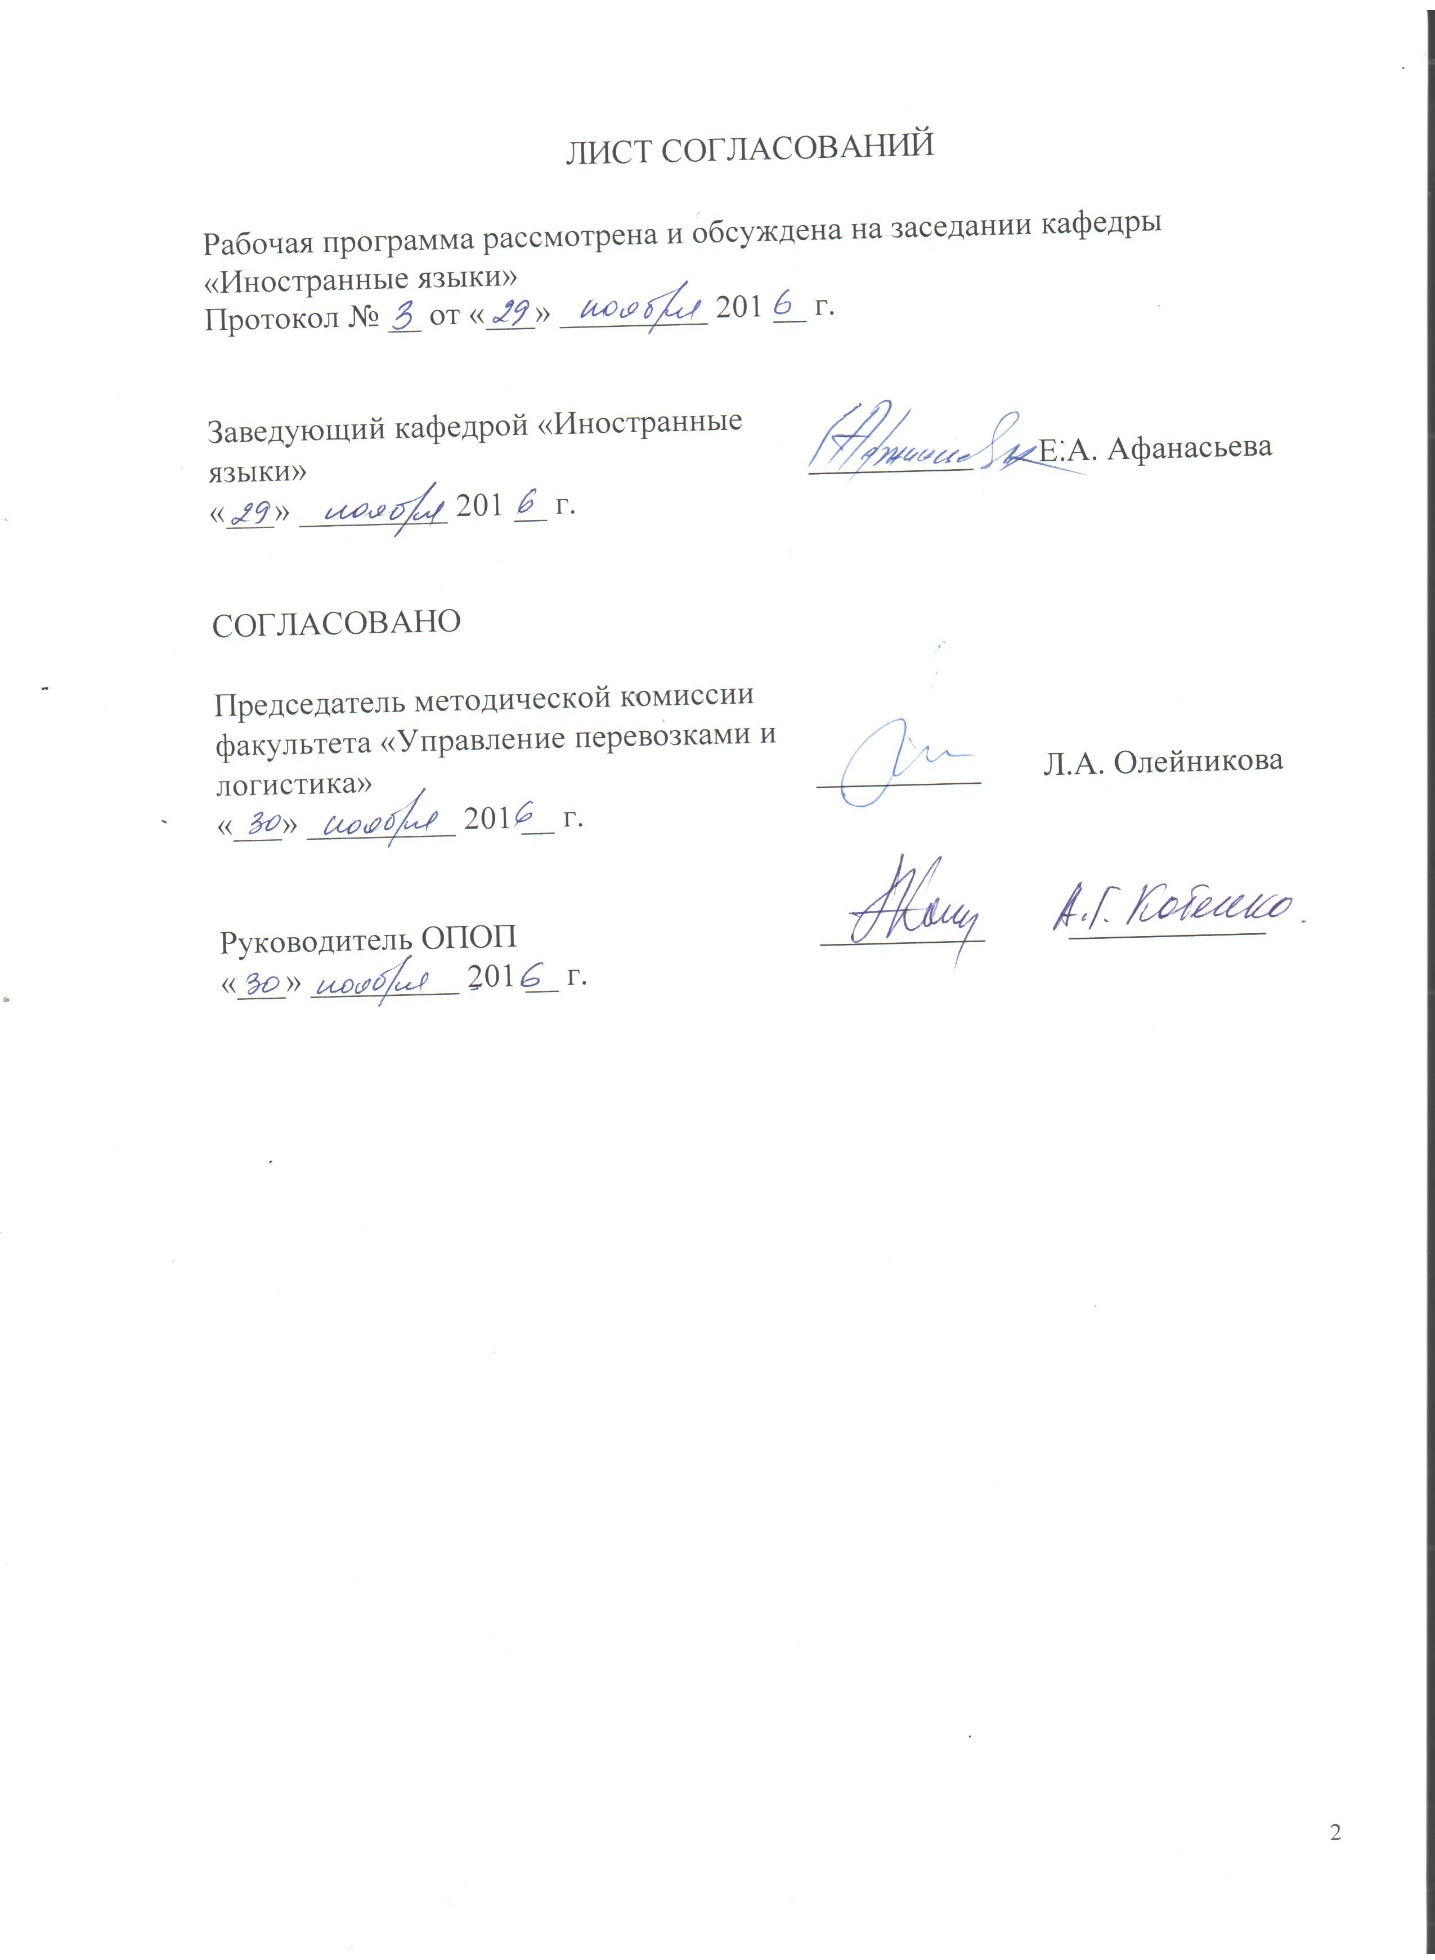 ЛИСТ СОГЛАСОВАНИЙ
Рабочая программа рассмотрена и обсуждена на заседании кафедры
«Иностранные языки»
Протокол № 3 от «29» ноября 2016 г.
Заведующий кафедрой «Иностранные
языки» Е.А. Афанасьева
«29» ноября 2016 г.
СОГЛАСОВАНО
Председатель методической комиссии
факультета «Управление перевозками и
логистика» Л.А. Олейникова
«30» ноября 2016 г.
Руководитель ОПОП А.Г. Котенко
«30» ноября 2016 г.
2